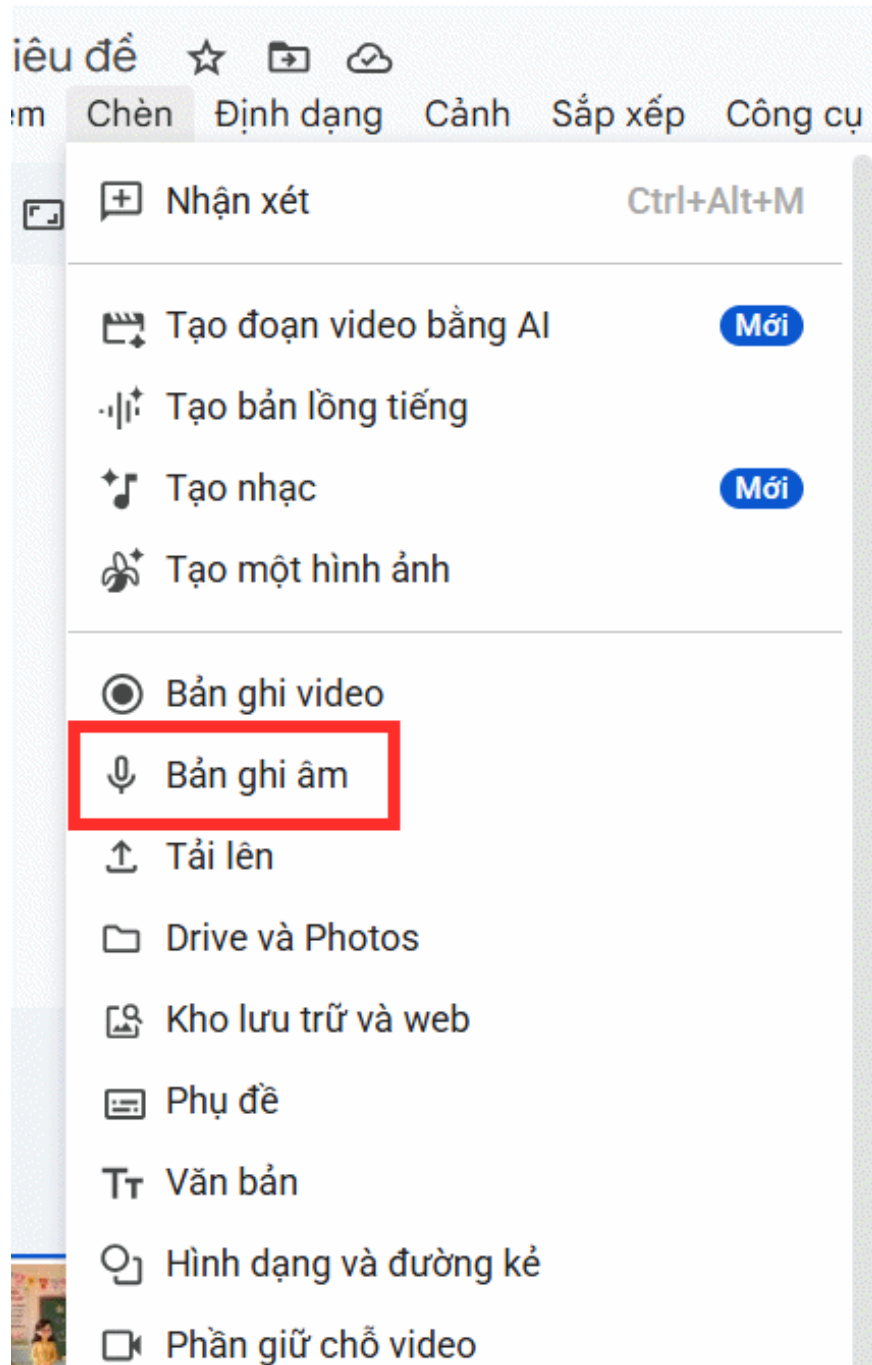 iêu đề
Chèn Định dạng Cảnh Sắp xếp Công cụ
Nhận xét Ctrl+Alt+M
Tạo đoạn video bằng AI Mới
Tạo bản lồng tiếng
Tạo nhạc Mới
Tạo một hình ảnh
Bản ghi video
Bản ghi âm
Tải lên
Drive và Photos
Kho lưu trữ và web
Phụ đề
Văn bản
Hình dạng và đường kẻ
Phần giữ chỗ video